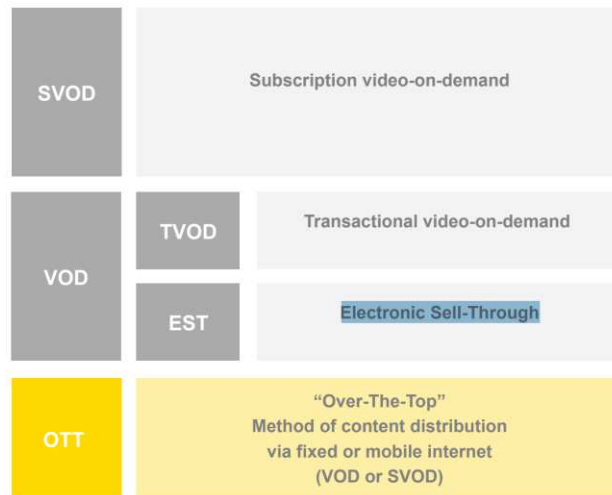 SVOD
Subscription video-on-demand
VOD
TVOD
Transactional video-on-demand
EST
Electronic Sell-Through
OTT
“Over-The-Top”
Method of content distribution
via fixed or mobile internet
(VOD or SVOD)